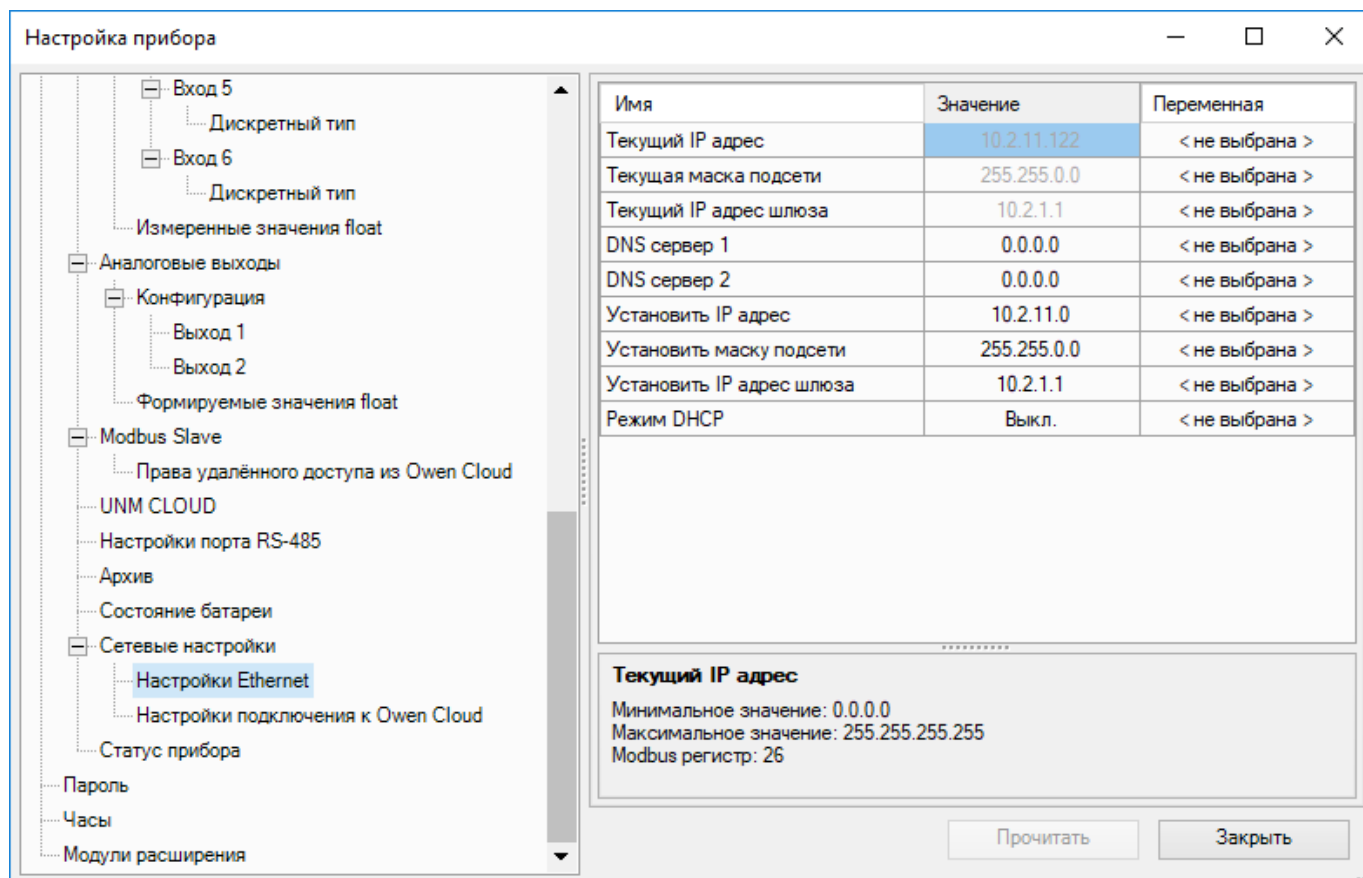 Настройка прибора
Вход 5
Дискретный тип
Вход 6
Дискретный тип
Измеренные значения float
Аналоговые выходы
Конфигурация
Выход 1
Выход 2
Формируемые значения float
Modbus Slave
Права удалённого доступа из Owen Cloud
UNM CLOUD
Настройки порта RS-485
Архив
Состояние батареи
Сетевые настройки
Настройки Ethernet
Настройки подключения к Owen Cloud
Статус прибора
Пароль
Часы
Модули расширения
Имя Значение Переменная
Текущий IP адрес 10.2.11.122 < не выбрана >
Текущая маска подсети 255.255.0.0 < не выбрана >
Текущий IP адрес шлюза 10.2.1.1 < не выбрана >
DNS сервер 1 0.0.0.0 < не выбрана >
DNS сервер 2 0.0.0.0 < не выбрана >
Установить IP адрес 10.2.11.0 < не выбрана >
Установить маску подсети 255.255.0.0 < не выбрана >
Установить IP адрес шлюза 10.2.1.1 < не выбрана >
Режим DHCP Выкл. < не выбрана >
Текущий IP адрес
Минимальное значение: 0.0.0.0
Максимальное значение: 255.255.255.255
Modbus регистр: 26
Прочитать Закрыть